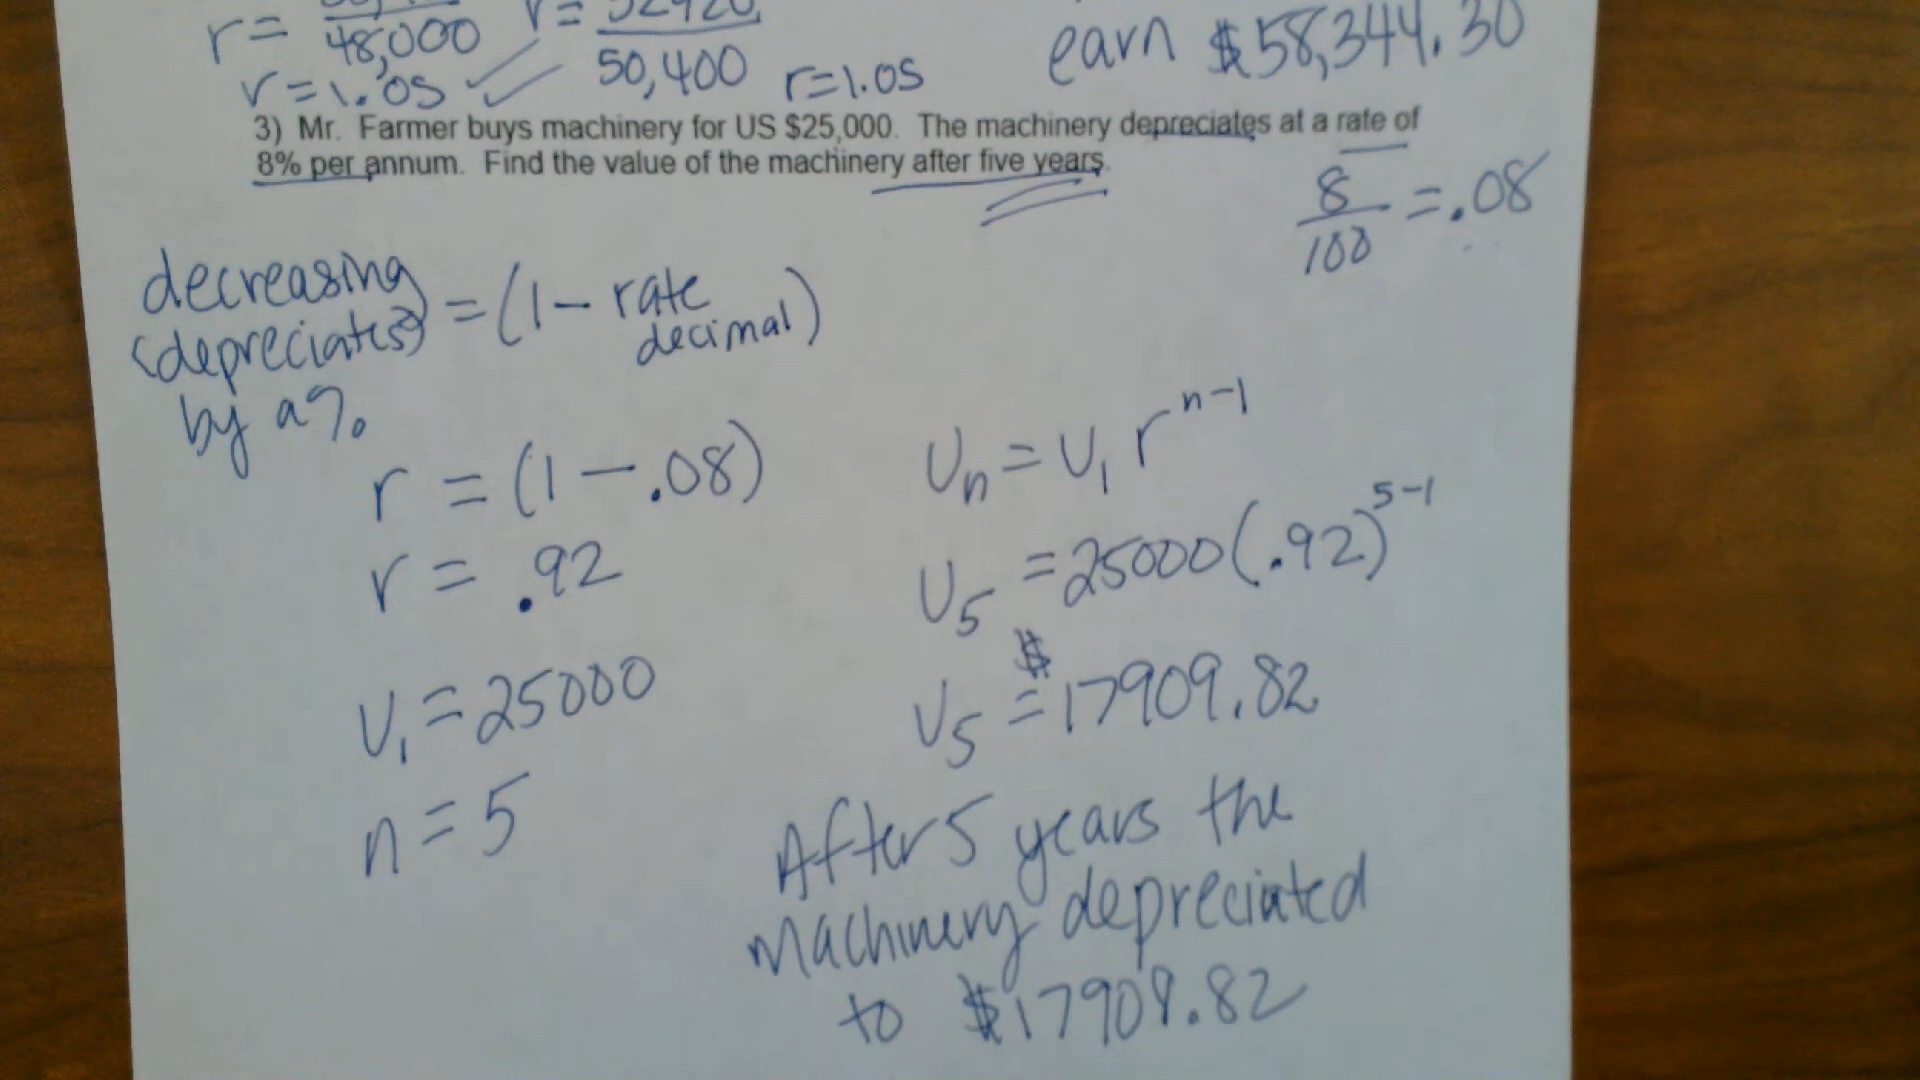 r = 48,000 r = 52920 / 50,400 earn $58,344.30
r = 1.05 r = 1.05
3) Mr. Farmer buys machinery for US $25,000. The machinery depreciates at a rate of
8% per annum. Find the value of the machinery after five years.
8/100 = .08
decreasing
(depreciates) = (1 - rate decimal)
by a %
r = (1 - .08)
r = .92
U₁ = 25000
n = 5
Uₙ = U₁ rⁿ⁻¹
U₅ = 25000(.92)⁵⁻¹
U₅ = $17909.82
After 5 years the
machinery depreciated
to $17909.82